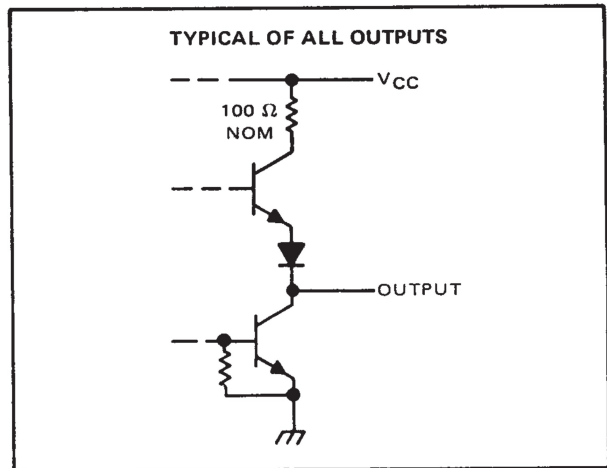 TYPICAL OF ALL OUTPUTS
VCC
100 Ω
NOM
OUTPUT